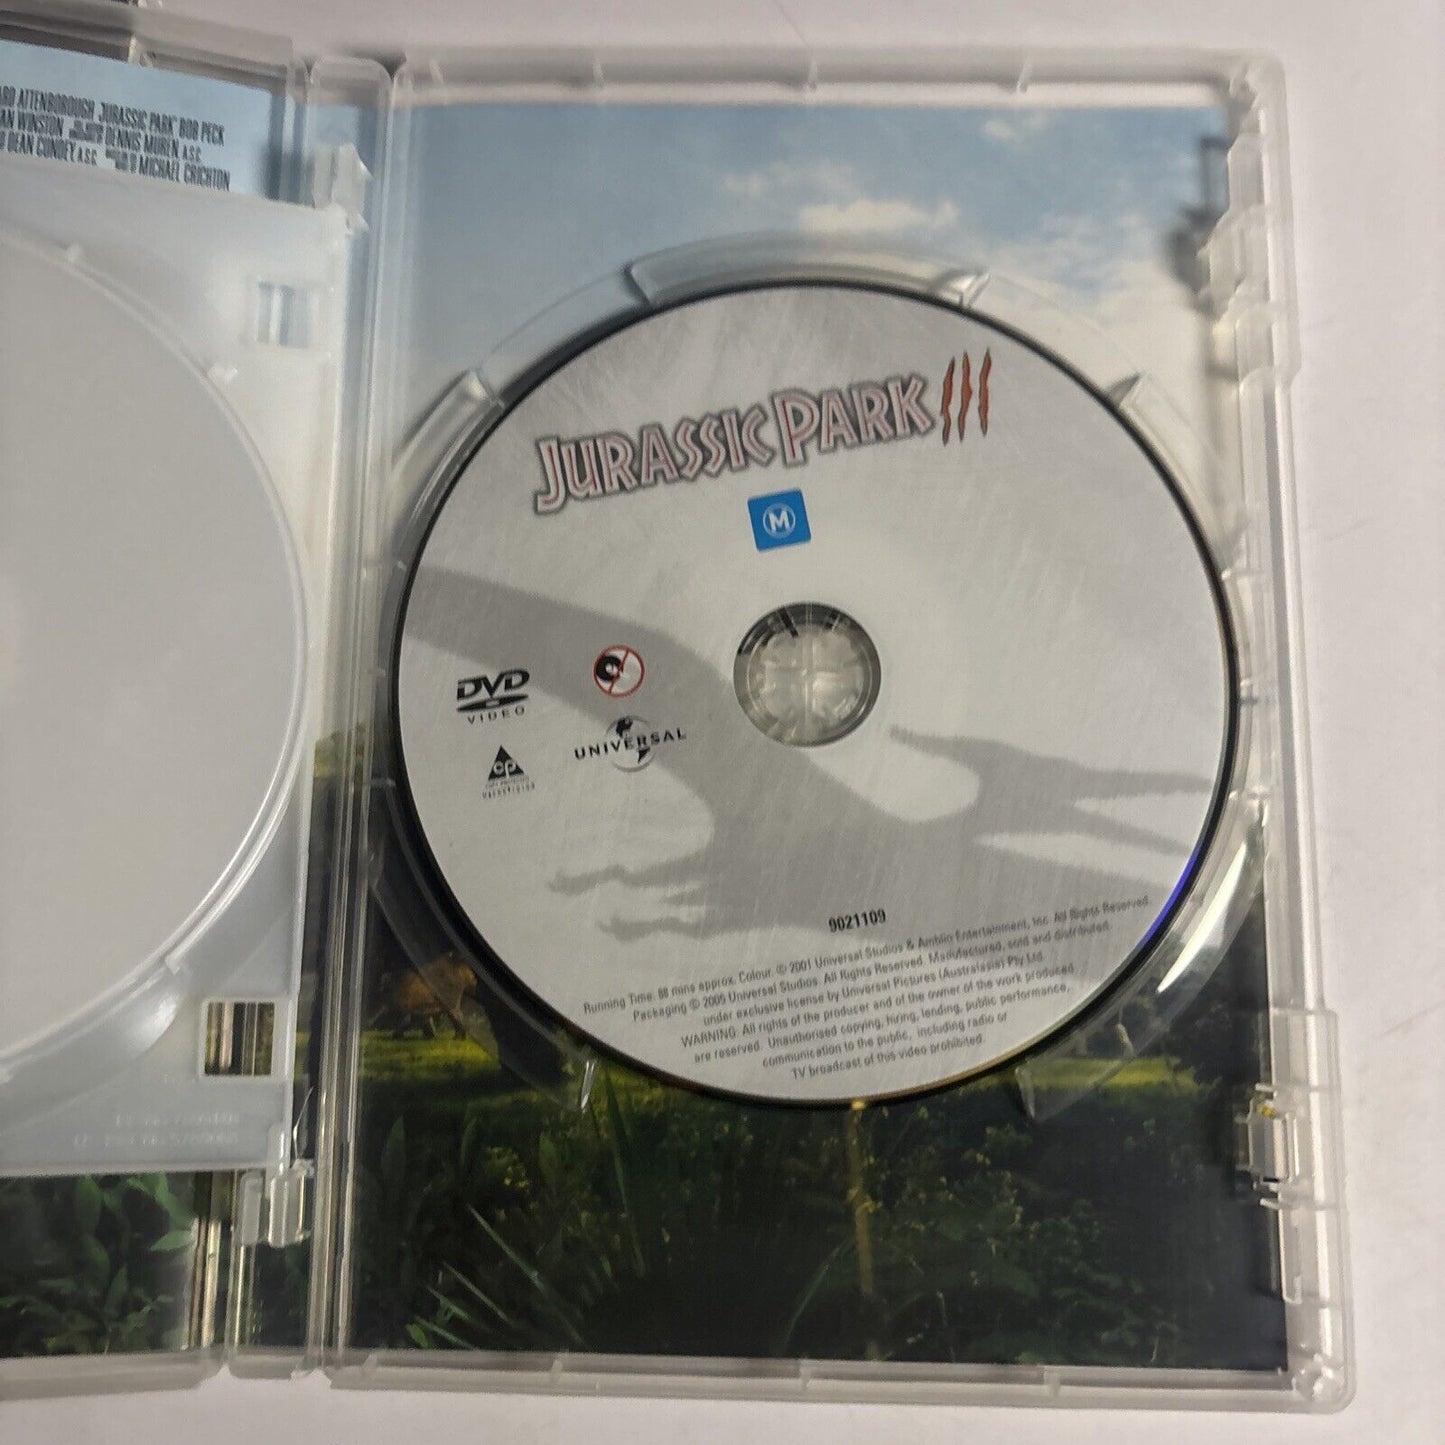 ATTENBOROUGH JURASSIC PARK BOB PECK
WINSTON DENNIS MUREN A.S.C.
DEAN CUNDEY A.S.C. MICHAEL CRICHTON
JURASSIC PARK III
M
DVD
VIDEO
UNIVERSAL
cp
9021109
Running Time: 88 mins approx. Colour. © 2001 Universal Studios & Amblin Entertainment, Inc. All Rights Reserved.
Packaging © 2005 Universal Studios. All Rights Reserved. Manufactured, sold and distributed
under exclusive license by Universal Pictures (Australasia) Pty Ltd.
WARNING: All rights of the producer and of the owner of the work produced
are reserved. Unauthorised copying, hiring, lending, public performance,
communication to the public, including radio or
TV broadcast of this video prohibited.